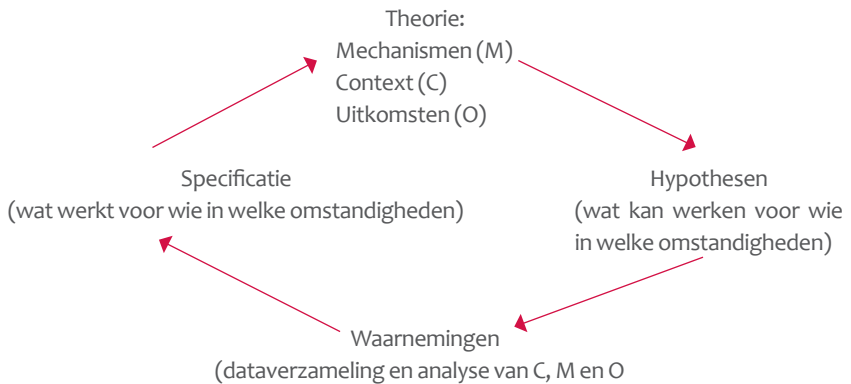 Theorie:
Mechanismen (M)
Context (C)
Uitkomsten (O)
Specificatie
(wat werkt voor wie in welke omstandigheden)
Hypothesen
(wat kan werken voor wie
in welke omstandigheden)
Waarnemingen
(dataverzameling en analyse van C, M en O